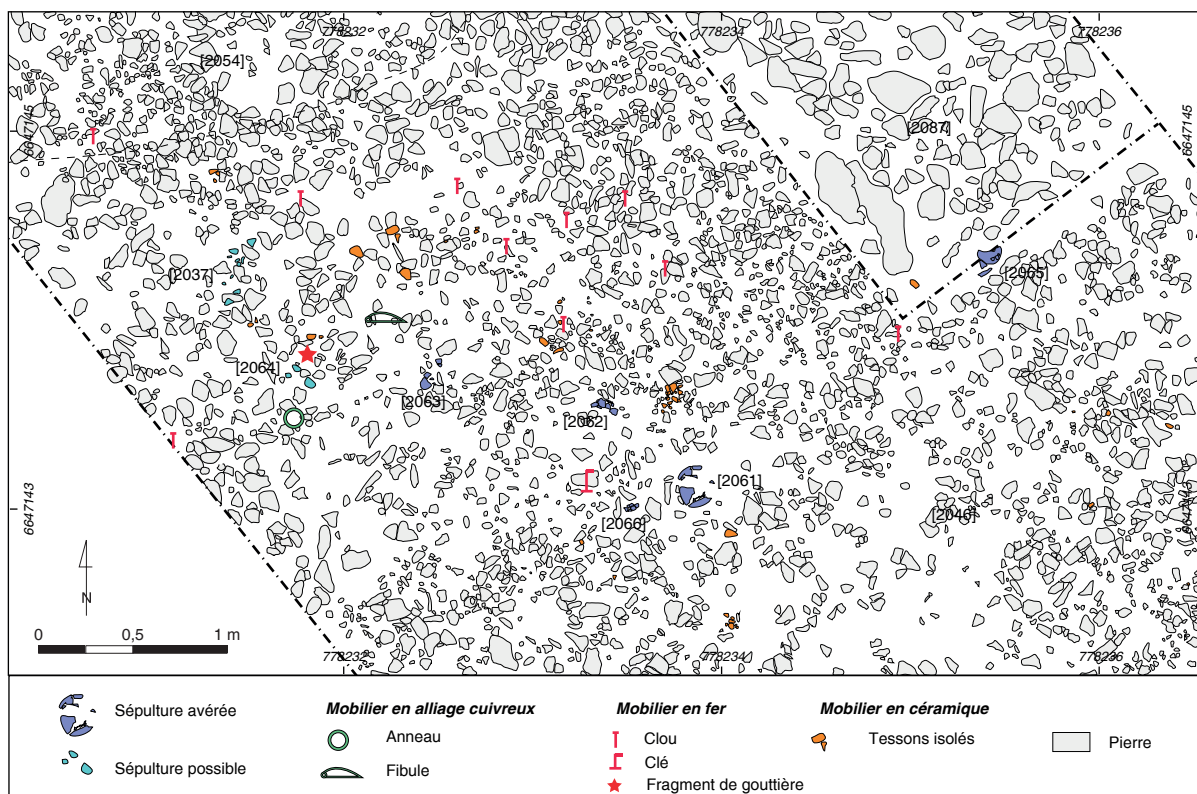 778232
778234
778236
[2054]
6647145
[2087]
6647145
[2037]
[2065]
[2064]
[2063]
[2062]
[2061]
6647143
[2066]
[2046]
6647143
N
0 0,5 1 m
778232
778234
778236
Sépulture avérée
Sépulture possible
Mobilier en alliage cuivreux
Anneau
Fibule
Mobilier en fer
Clou
Clé
Fragment de gouttière
Mobilier en céramique
Tessons isolés
Pierre